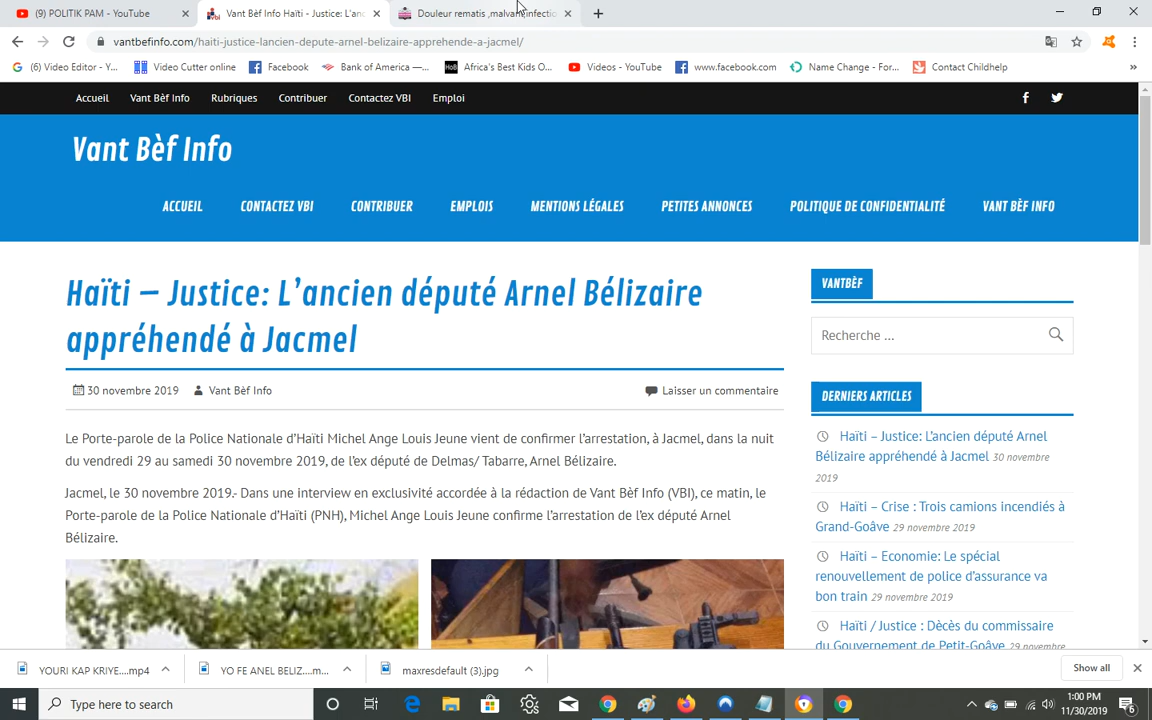 (9) POLITIK PAM - YouTube
Vant Bèf Info Haïti - Justice: L'anc
Douleur rematis ,malvant,infectio
vantbefinfo.com/haiti-justice-lancien-depute-arnel-belizaire-apprehende-a-jacmel/
(6) Video Editor - Y...
Video Cutter online
Facebook
Bank of America —...
Africa's Best Kids O...
Videos - YouTube
www.facebook.com
Name Change - For...
Contact Childhelp
Accueil
Vant Bèf Info
Rubriques
Contribuer
Contactez VBI
Emploi
Vant Bèf Info
ACCUEIL
CONTACTEZ VBI
CONTRIBUER
EMPLOIS
MENTIONS LÉGALES
PETITES ANNONCES
POLITIQUE DE CONFIDENTIALITÉ
VANT BÈF INFO
Haïti – Justice: L'ancien député Arnel Bélizaire
appréhendé à Jacmel
30 novembre 2019
Vant Bèf Info
Laisser un commentaire
Le Porte-parole de la Police Nationale d'Haïti Michel Ange Louis Jeune vient de confirmer l'arrestation, à Jacmel, dans la nuit
du vendredi 29 au samedi 30 novembre 2019, de l'ex député de Delmas/ Tabarre, Arnel Bélizaire.
Jacmel, le 30 novembre 2019.- Dans une interview en exclusivité accordée à la rédaction de Vant Bèf Info (VBI), ce matin, le
Porte-parole de la Police Nationale d'Haïti (PNH), Michel Ange Louis Jeune confirme l'arrestation de l'ex député Arnel
Bélizaire.
VANTBÈF
Recherche ...
DERNIERS ARTICLES
Haïti – Justice: L'ancien député Arnel
Bélizaire appréhendé à Jacmel 30 novembre
2019
Haïti – Crise : Trois camions incendiés à
Grand-Goâve 29 novembre 2019
Haïti – Economie: Le spécial
renouvellement de police d'assurance va
bon train 29 novembre 2019
Haïti / Justice : Décès du commissaire
du Gouvernement de Petit-Goâve 29 novembre
YOURI KAP KRIYE....mp4
YO FE ANEL BELIZ....m...
maxresdefault (3).jpg
Show all
Type here to search
1:00 PM
11/30/2019
6